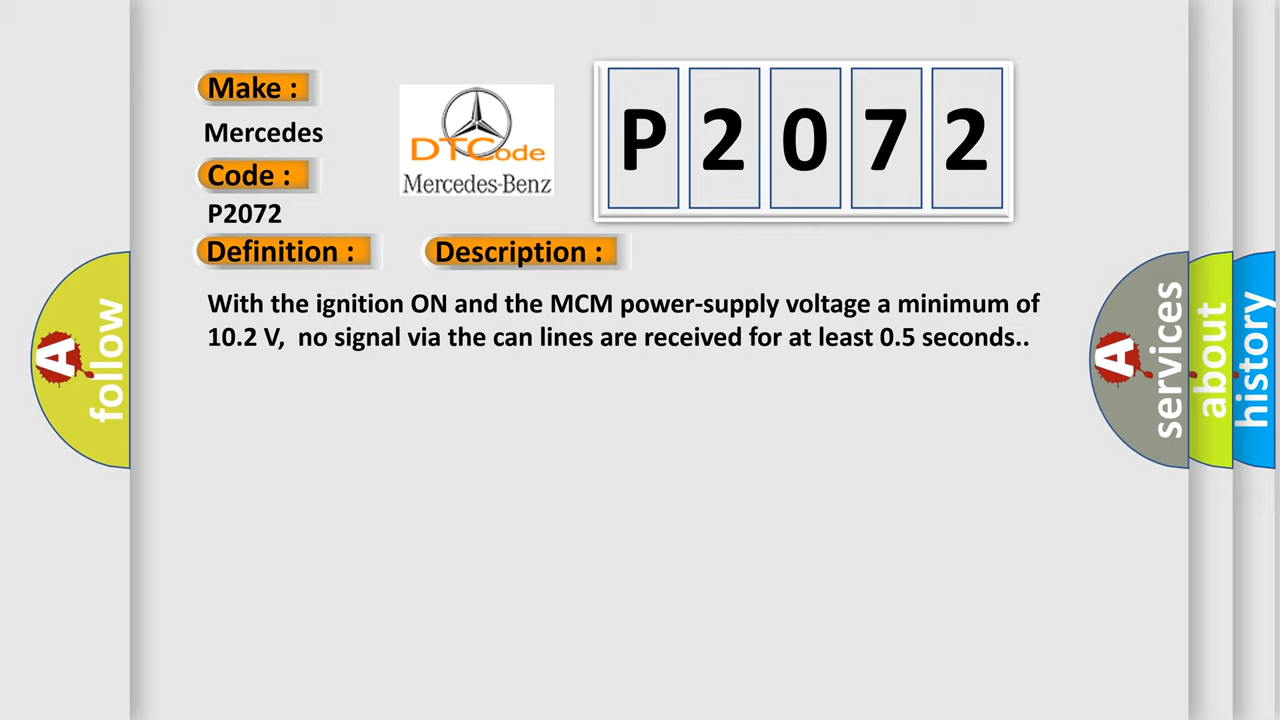 Make :
Mercedes
Code :
P2072
Definition :
Description :
With the ignition ON and the MCM power-supply voltage a minimum of
10.2 V,  no signal via the can lines are received for at least 0.5 seconds..
DTCode
Mercedes-Benz
P 2 0 7 2
A follow
A services
about
history